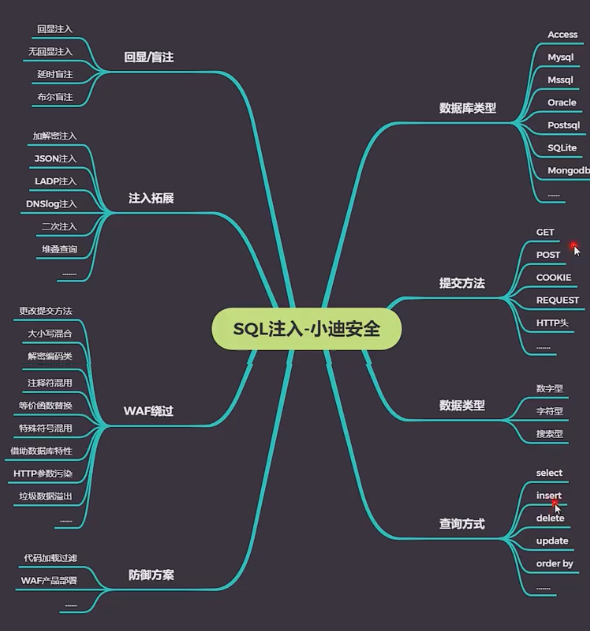 SQL注入-小迪安全
回显/盲注
回显注入
无回显注入
延时盲注
布尔盲注
注入拓展
加解密注入
JSON注入
LADP注入
DNSlog注入
二次注入
堆叠查询
......
WAF绕过
更改提交方法
大小写混合
解密编码类
注释符混用
等价函数替换
特殊符号混用
借助数据库特性
HTTP参数污染
垃圾数据溢出
......
防御方案
代码加载过滤
WAF产品部署
......
数据库类型
Access
Mysql
Mssql
Oracle
Postsql
SQLite
Mongodb
......
提交方法
GET
POST
COOKIE
REQUEST
HTTP头
......
数据类型
数字型
字符型
搜索型
查询方式
select
insert
delete
update
order by
......